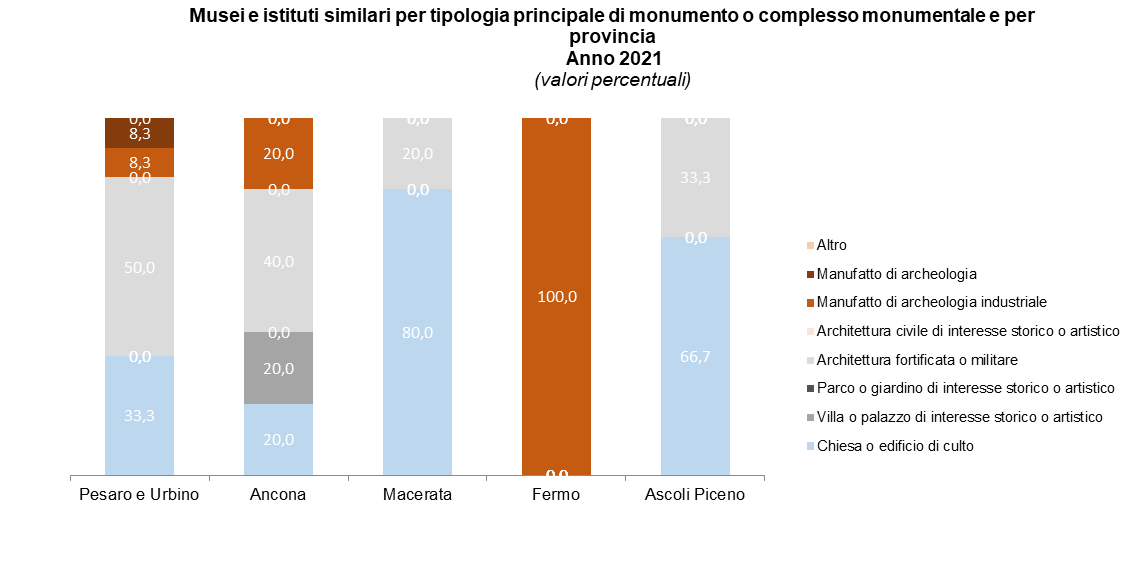 Musei e istituti similari per tipologia principale di monumento o complesso monumentale e per
provincia
Anno 2021
(valori percentuali)
0,0 0,0 0,0 0,0 0,0
8,3
8,3 20,0 20,0 33,3
0,0 0,0 0,0 0,0
50,0 40,0 100,0
0,0 0,0 80,0 66,7
33,3 20,0
20,0 0,0
Pesaro e Urbino Ancona Macerata Fermo Ascoli Piceno
Altro
Manufatto di archeologia
Manufatto di archeologia industriale
Architettura civile di interesse storico o artistico
Architettura fortificata o militare
Parco o giardino di interesse storico o artistico
Villa o palazzo di interesse storico o artistico
Chiesa o edificio di culto